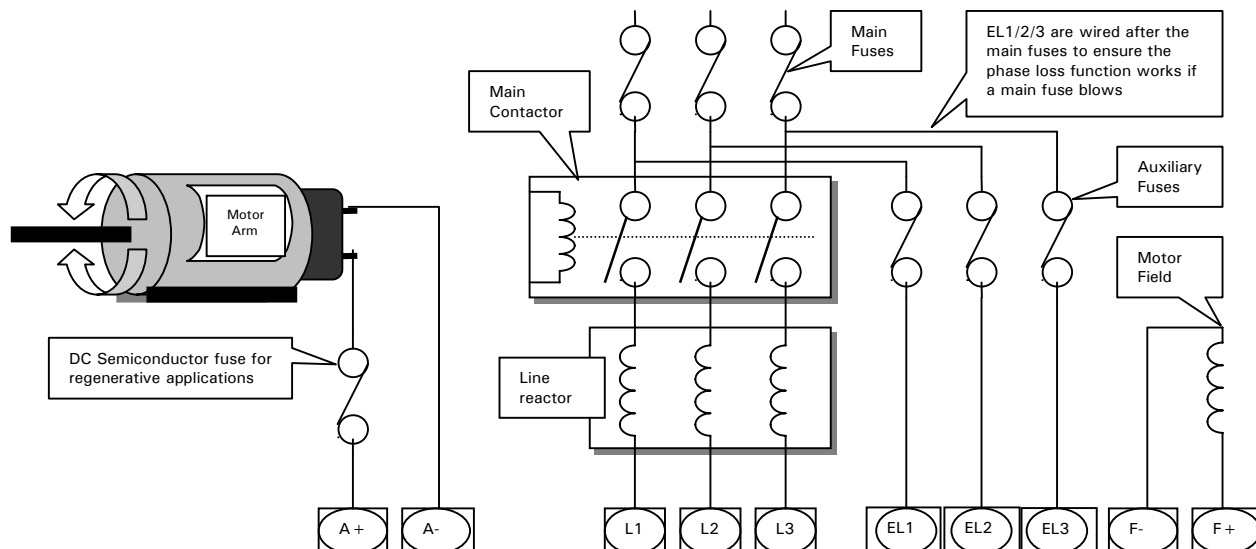 Main
Fuses
EL1/2/3 are wired after the
main fuses to ensure the
phase loss function works if
a main fuse blows
Main
Contactor
Auxiliary
Fuses
Motor
Arm
Motor
Field
DC Semiconductor fuse for
regenerative applications
Line
reactor
A+ A- L1 L2 L3 EL1 EL2 EL3 F- F+